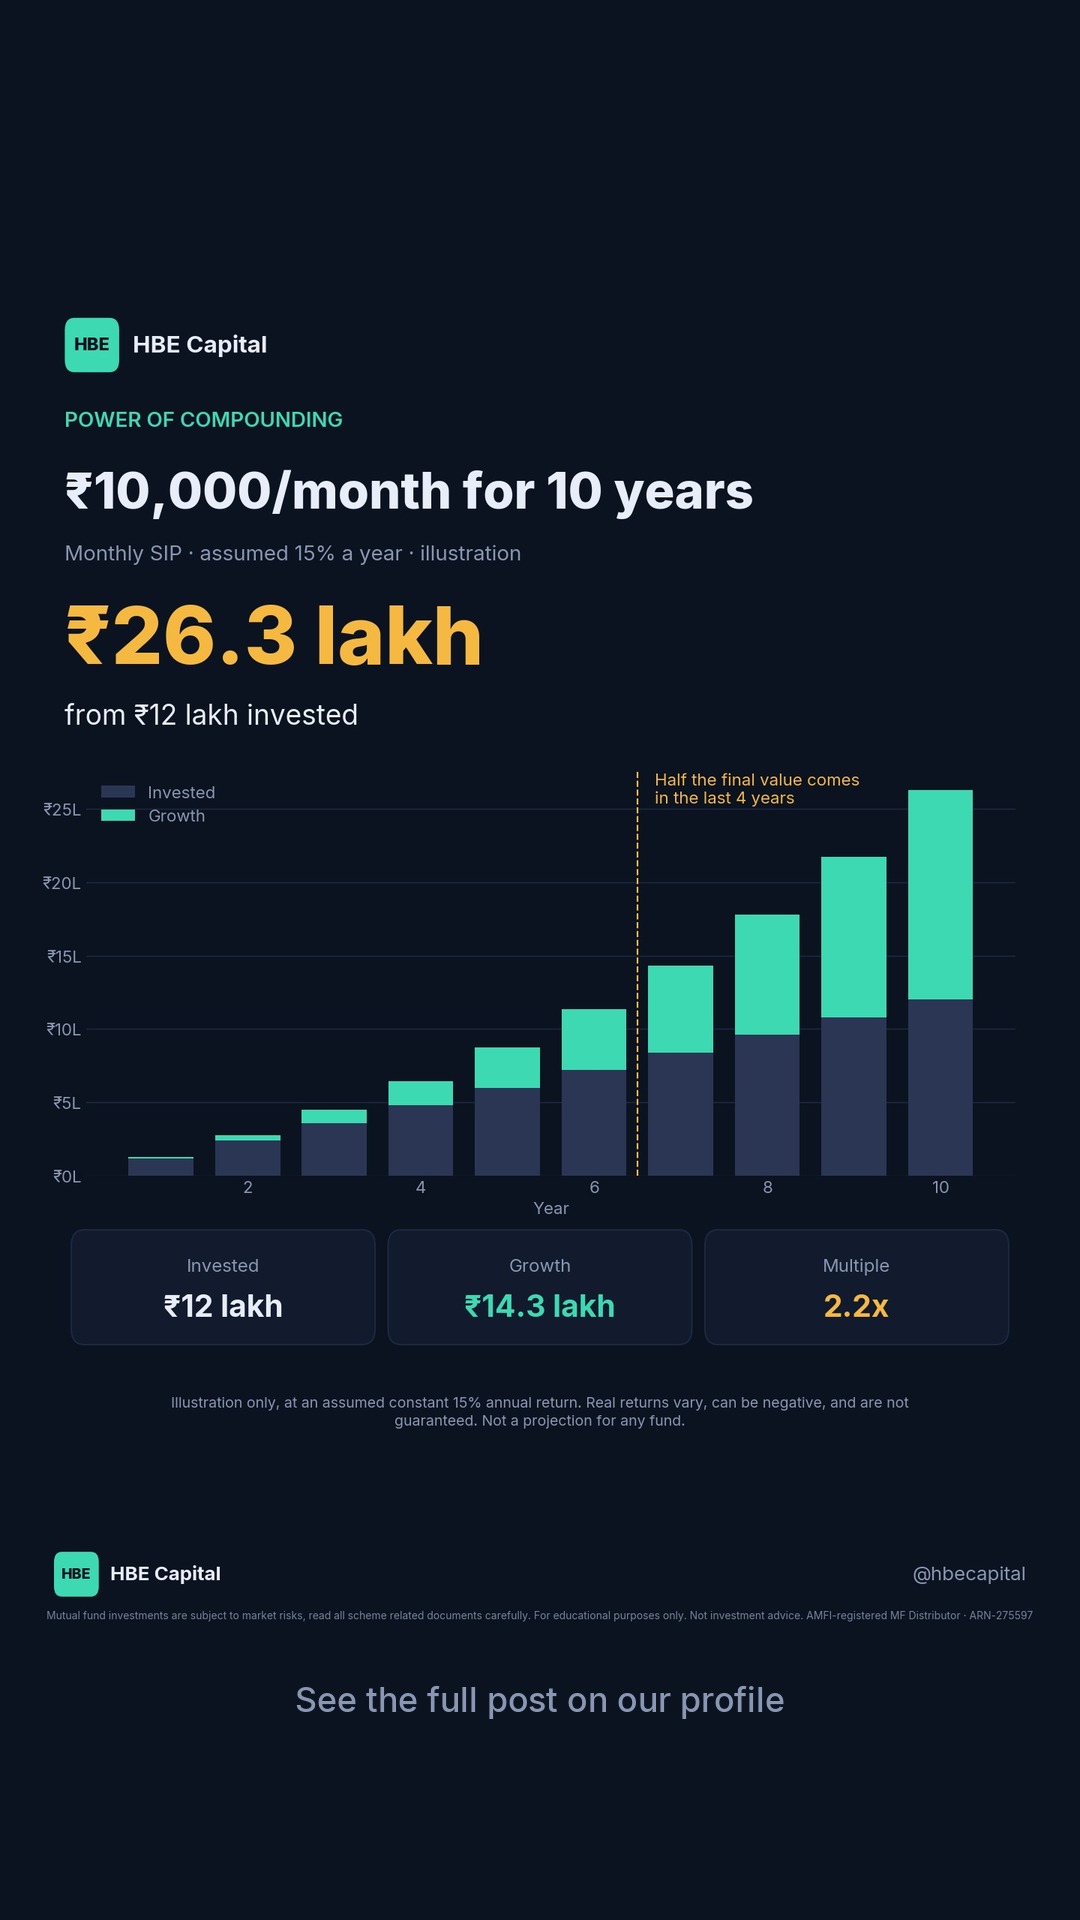 HBE HBE Capital
POWER OF COMPOUNDING
₹10,000/month for 10 years
Monthly SIP · assumed 15% a year · illustration
₹26.3 lakh
from ₹12 lakh invested
Half the final value comes
in the last 4 years
Invested
Growth
₹25L
₹20L
₹15L
₹10L
₹5L
₹0L
2 4 6 8 10
Year
Invested Growth Multiple
₹12 lakh ₹14.3 lakh 2.2x
Illustration only, at an assumed constant 15% annual return. Real returns vary, can be negative, and are not
guaranteed. Not a projection for any fund.
HBE HBE Capital @hbecapital
Mutual fund investments are subject to market risks, read all scheme related documents carefully. For educational purposes only. Not investment advice. AMFI-registered MF Distributor · ARN-275597
See the full post on our profile